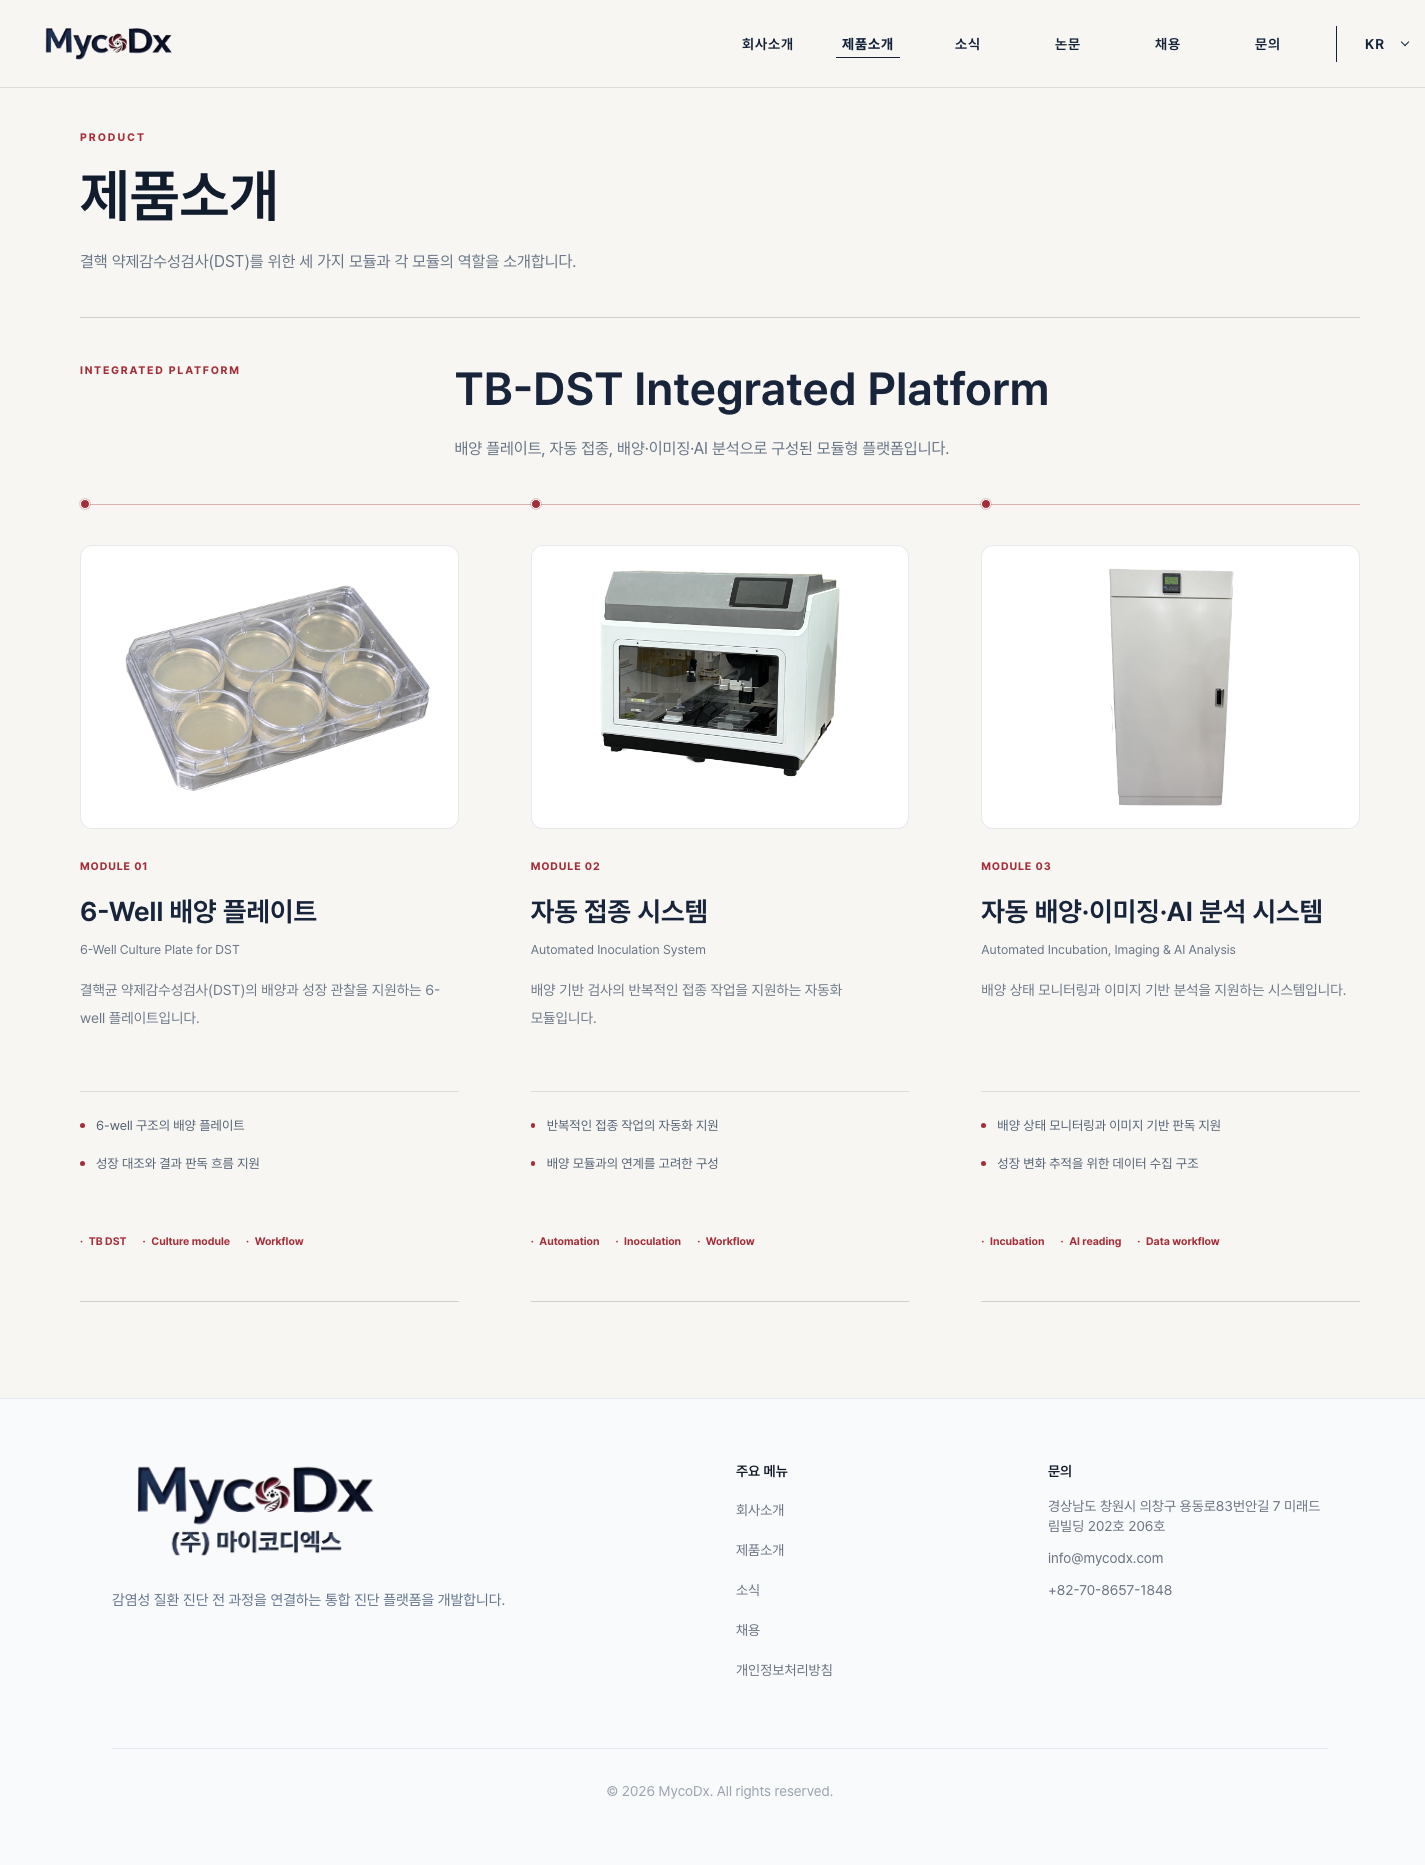 MycoDx
회사소개
제품소개
소식
논문
채용
문의
KR
PRODUCT
제품소개
결핵 약제감수성검사(DST)를 위한 세 가지 모듈과 각 모듈의 역할을 소개합니다.
INTEGRATED PLATFORM
TB-DST Integrated Platform
배양 플레이트, 자동 접종, 배양·이미징·AI 분석으로 구성된 모듈형 플랫폼입니다.
MODULE 01
6-Well 배양 플레이트
6-Well Culture Plate for DST
결핵균 약제감수성검사(DST)의 배양과 성장 관찰을 지원하는 6-
well 플레이트입니다.
6-well 구조의 배양 플레이트
성장 대조와 결과 판독 흐름 지원
· TB DST · Culture module · Workflow
MODULE 02
자동 접종 시스템
Automated Inoculation System
배양 기반 검사의 반복적인 접종 작업을 지원하는 자동화
모듈입니다.
반복적인 접종 작업의 자동화 지원
배양 모듈과의 연계를 고려한 구성
· Automation · Inoculation · Workflow
MODULE 03
자동 배양·이미징·AI 분석 시스템
Automated Incubation, Imaging & AI Analysis
배양 상태 모니터링과 이미지 기반 분석을 지원하는 시스템입니다.
배양 상태 모니터링과 이미지 기반 판독 지원
성장 변화 추적을 위한 데이터 수집 구조
· Incubation · AI reading · Data workflow
MycoDx
(주) 마이코디엑스
감염성 질환 진단 전 과정을 연결하는 통합 진단 플랫폼을 개발합니다.
주요 메뉴
회사소개
제품소개
소식
채용
개인정보처리방침
문의
경상남도 창원시 의창구 용동로83번안길 7 미래드
림빌딩 202호 206호
info@mycodx.com
+82-70-8657-1848
© 2026 MycoDx. All rights reserved.